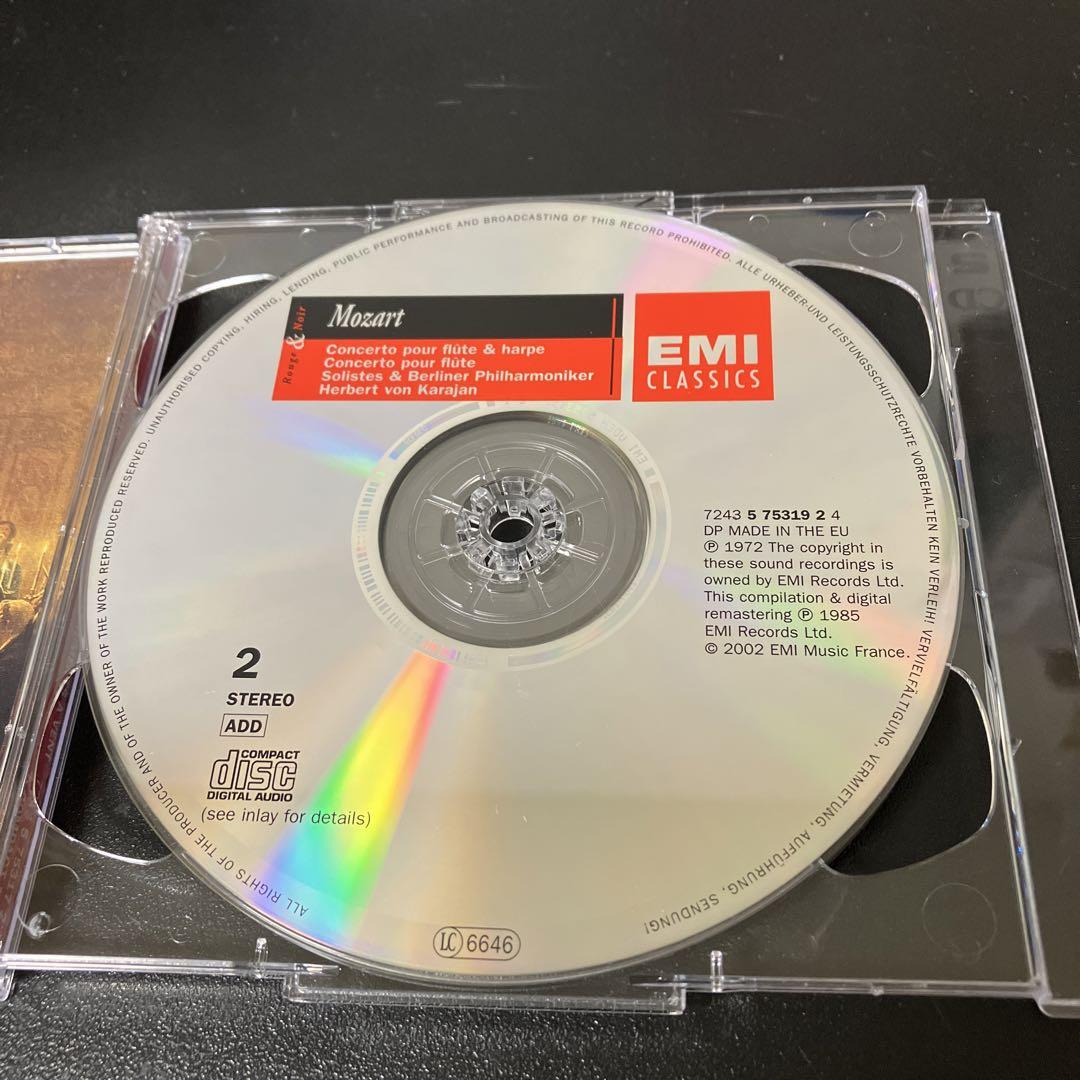 ALL RIGHTS OF THE PRODUCER AND OF THE OWNER OF THE WORK REPRODUCED RESERVED. UNAUTHORISED COPYING, HIRING, LENDING, PUBLIC PERFORMANCE AND BROADCASTING OF THIS RECORD PROHIBITED. ALLE URHEBER-UND LEISTUNGSSCHUTZRECHTE VORBEHALTEN KEIN VERLEIH! VERVIELFÄLTIGUNG, VERMIETUNG, AUFFÜHRUNG, SENDUNG!
Rouge & Noir
Mozart
Concerto pour flûte & harpe
Concerto pour flûte
Solistes & Berliner Philharmoniker
Herbert von Karajan
EMI
CLASSICS
7243 5 75319 2 4
DP MADE IN THE EU
℗ 1972 The copyright in
these sound recordings is
owned by EMI Records Ltd.
This compilation & digital
remastering ℗ 1985
EMI Records Ltd.
© 2002 EMI Music France.
2
STEREO
ADD
COMPACT
disc
DIGITAL AUDIO
(see inlay for details)
LC 6646